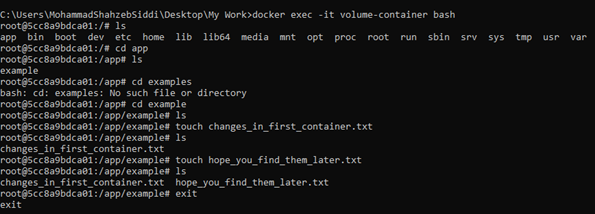 C:\Users\MohammadShahzebSiddi\Desktop\My Work>docker exec -it volume-container bash
root@5cc8a9bdca01:/# ls
app  bin  boot  dev  etc  home  lib  lib64  media  mnt  opt  proc  root  run  sbin  srv  sys  tmp  usr  var
root@5cc8a9bdca01:/# cd app
root@5cc8a9bdca01:/app# ls
example
root@5cc8a9bdca01:/app# cd examples
bash: cd: examples: No such file or directory
root@5cc8a9bdca01:/app# cd example
root@5cc8a9bdca01:/app/example# ls
root@5cc8a9bdca01:/app/example# touch changes_in_first_container.txt
root@5cc8a9bdca01:/app/example# ls
changes_in_first_container.txt
root@5cc8a9bdca01:/app/example# touch hope_you_find_them_later.txt
root@5cc8a9bdca01:/app/example# ls
changes_in_first_container.txt  hope_you_find_them_later.txt
root@5cc8a9bdca01:/app/example# exit
exit